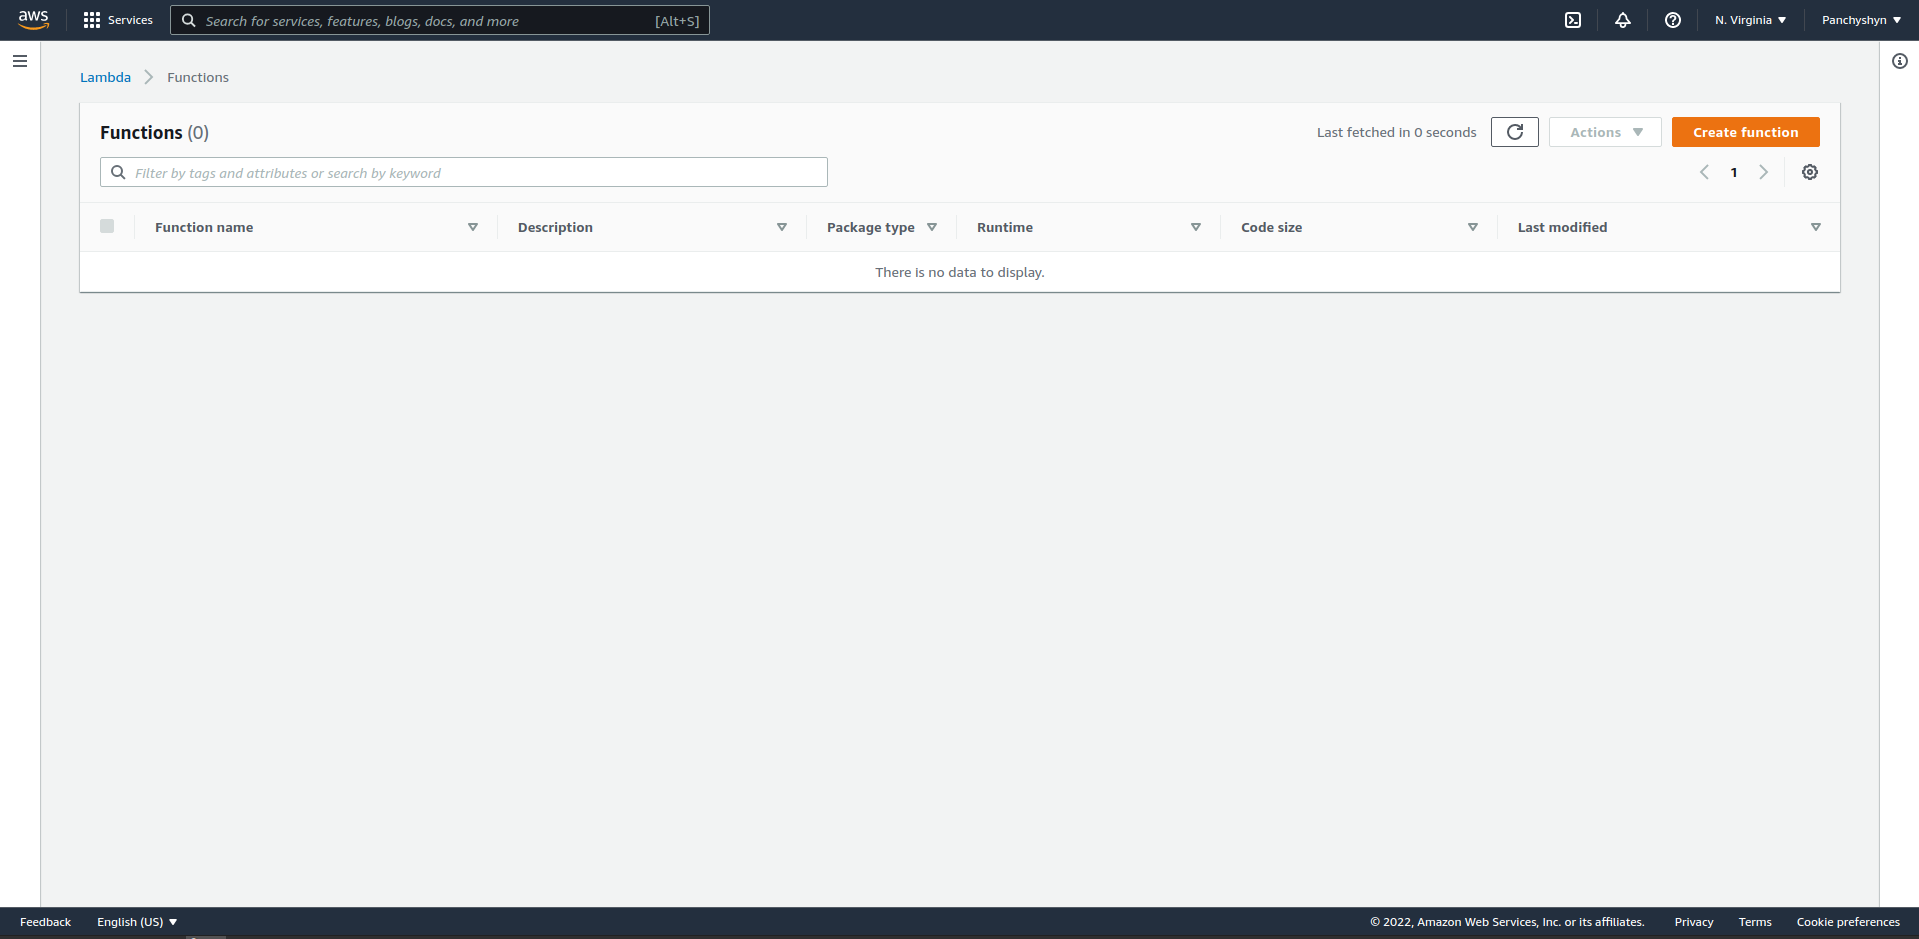 aws Services Search for services, features, blogs, docs, and more [Alt+S] N. Virginia Panchyshyn
Lambda Functions
Functions (0) Last fetched in 0 seconds Actions Create function
Filter by tags and attributes or search by keyword 1
Function name Description Package type Runtime Code size Last modified
There is no data to display.
Feedback English (US) © 2022, Amazon Web Services, Inc. or its affiliates. Privacy Terms Cookie preferences